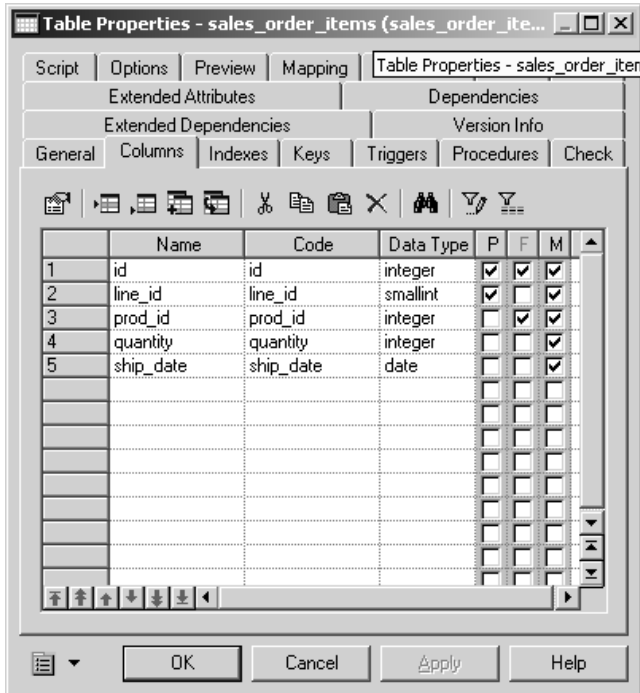 Table Properties - sales_order_items (sales_order_ite...
Script Options Preview Mapping Table Properties - sales_order_iten
Extended Attributes Dependencies
Extended Dependencies Version Info
General Columns Indexes Keys Triggers Procedures Check
Name Code Data Type P F M
1 id id integer
2 line_id line_id smallint
3 prod_id prod_id integer
4 quantity quantity integer
5 ship_date ship_date date
OK Cancel Apply Help